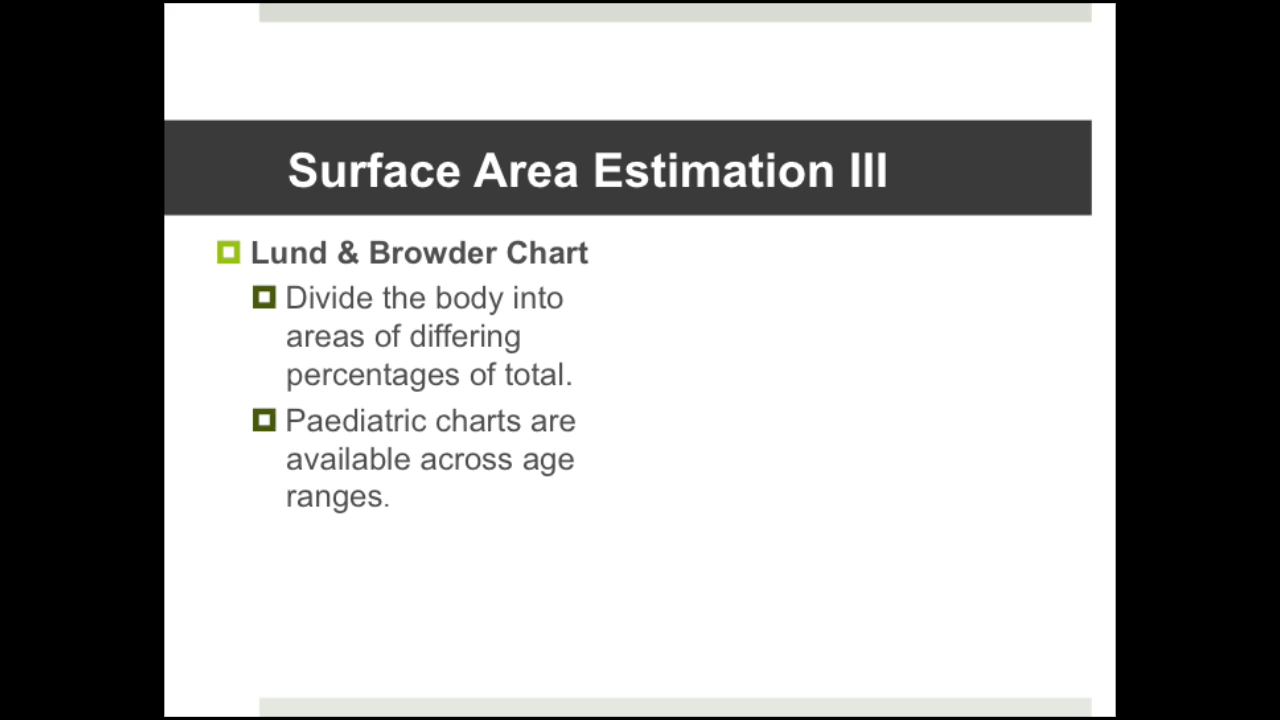 Surface Area Estimation III
Lund & Browder Chart
Divide the body into
areas of differing
percentages of total.
Paediatric charts are
available across age
ranges.